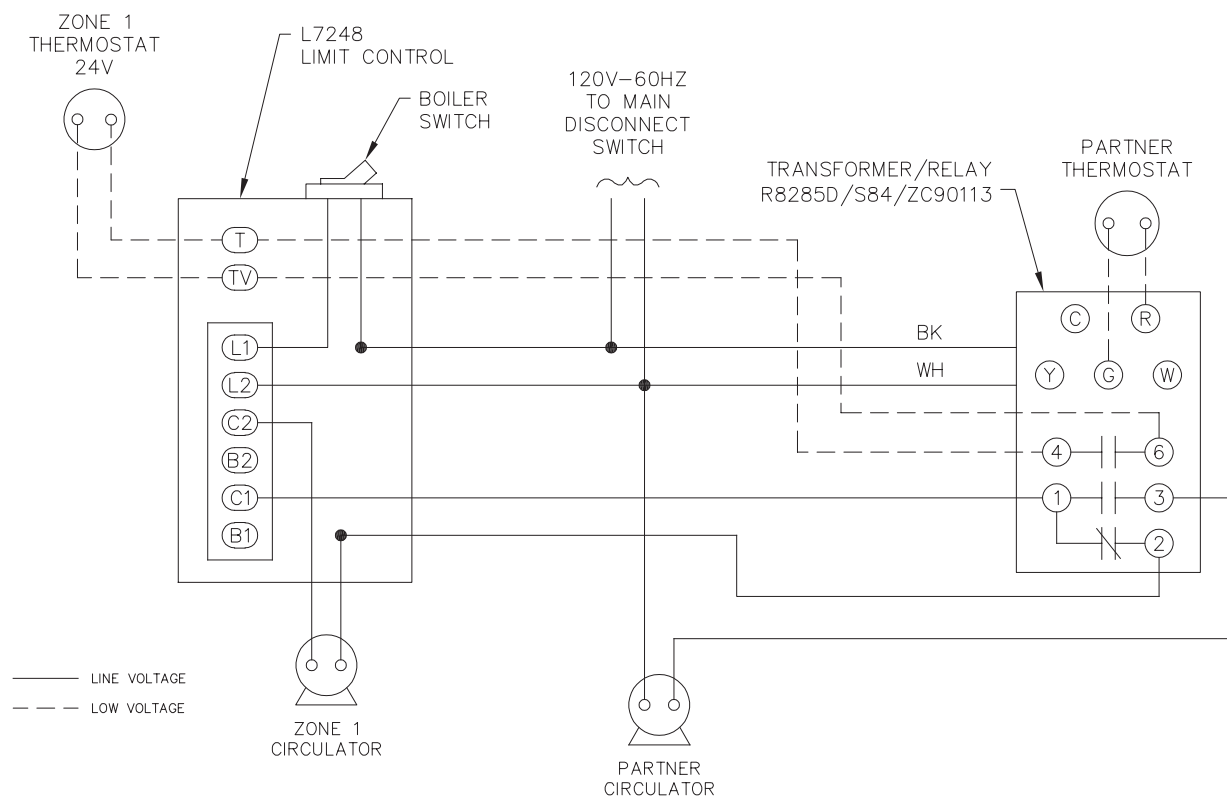 ZONE 1
THERMOSTAT
24V
L7248
LIMIT CONTROL
BOILER
SWITCH
120V-60HZ
TO MAIN
DISCONNECT
SWITCH
TRANSFORMER/RELAY
R8285D/S84/ZC90113
PARTNER
THERMOSTAT
T
TV
L1
L2
C2
B2
C1
B1
BK
WH
C
R
Y
G
W
4
6
1
3
2
LINE VOLTAGE
LOW VOLTAGE
ZONE 1
CIRCULATOR
PARTNER
CIRCULATOR